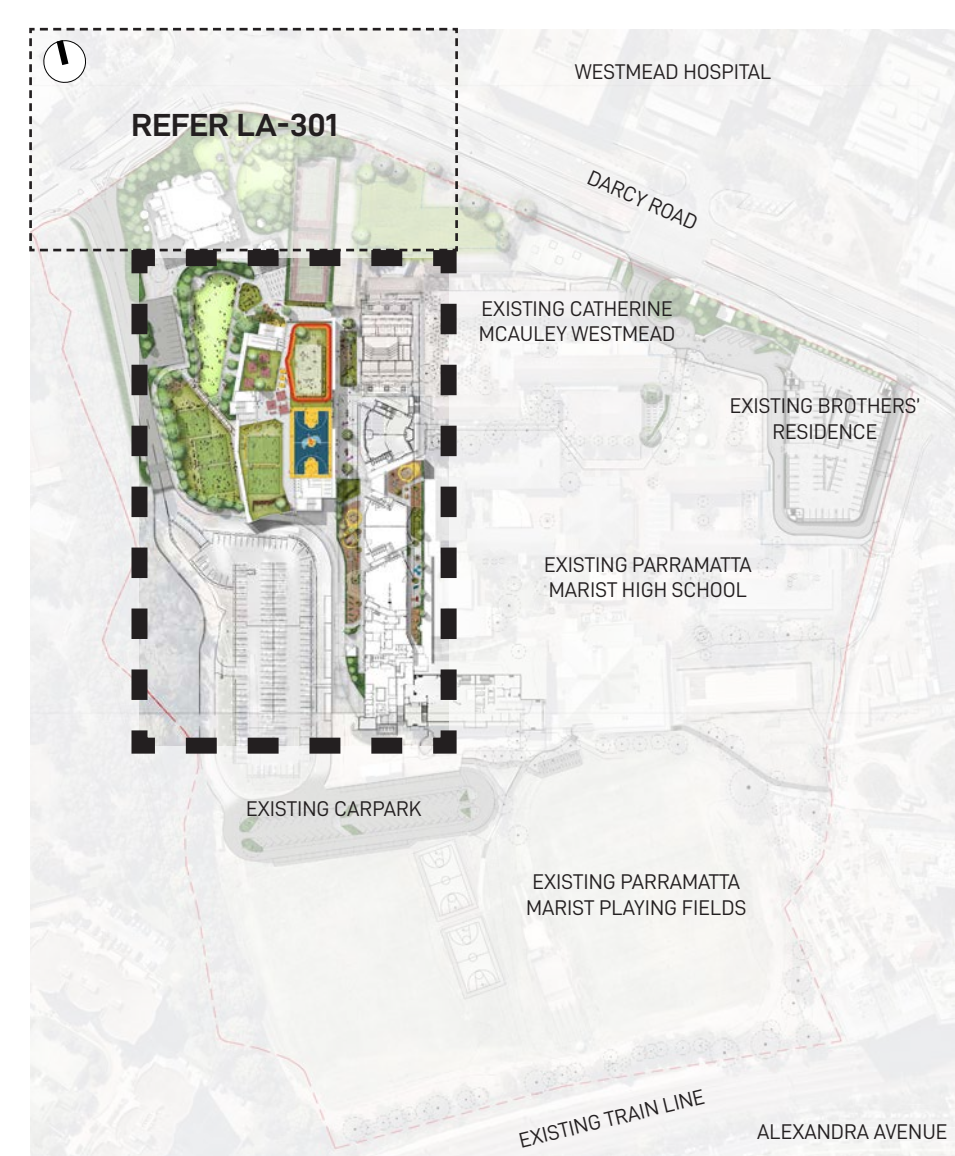 WESTMEAD HOSPITAL
REFER LA-301
DARCY ROAD
EXISTING CATHERINE
MCAULEY WESTMEAD
EXISTING BROTHERS'
RESIDENCE
EXISTING PARRAMATTA
MARIST HIGH SCHOOL
EXISTING CARPARK
EXISTING PARRAMATTA
MARIST PLAYING FIELDS
EXISTING TRAIN LINE
ALEXANDRA AVENUE